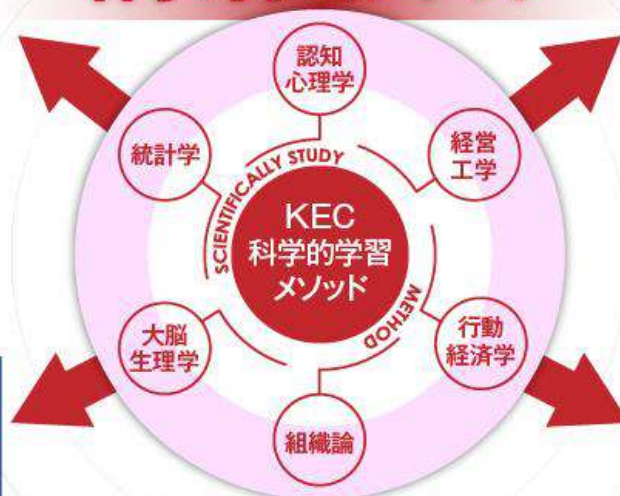 認知
心理学
統計学
経営
工学
SCIENTIFICALLY STUDY
METHOD
KEC
科学的学習
メソッド
大脳
生理学
行動
経済学
組織論